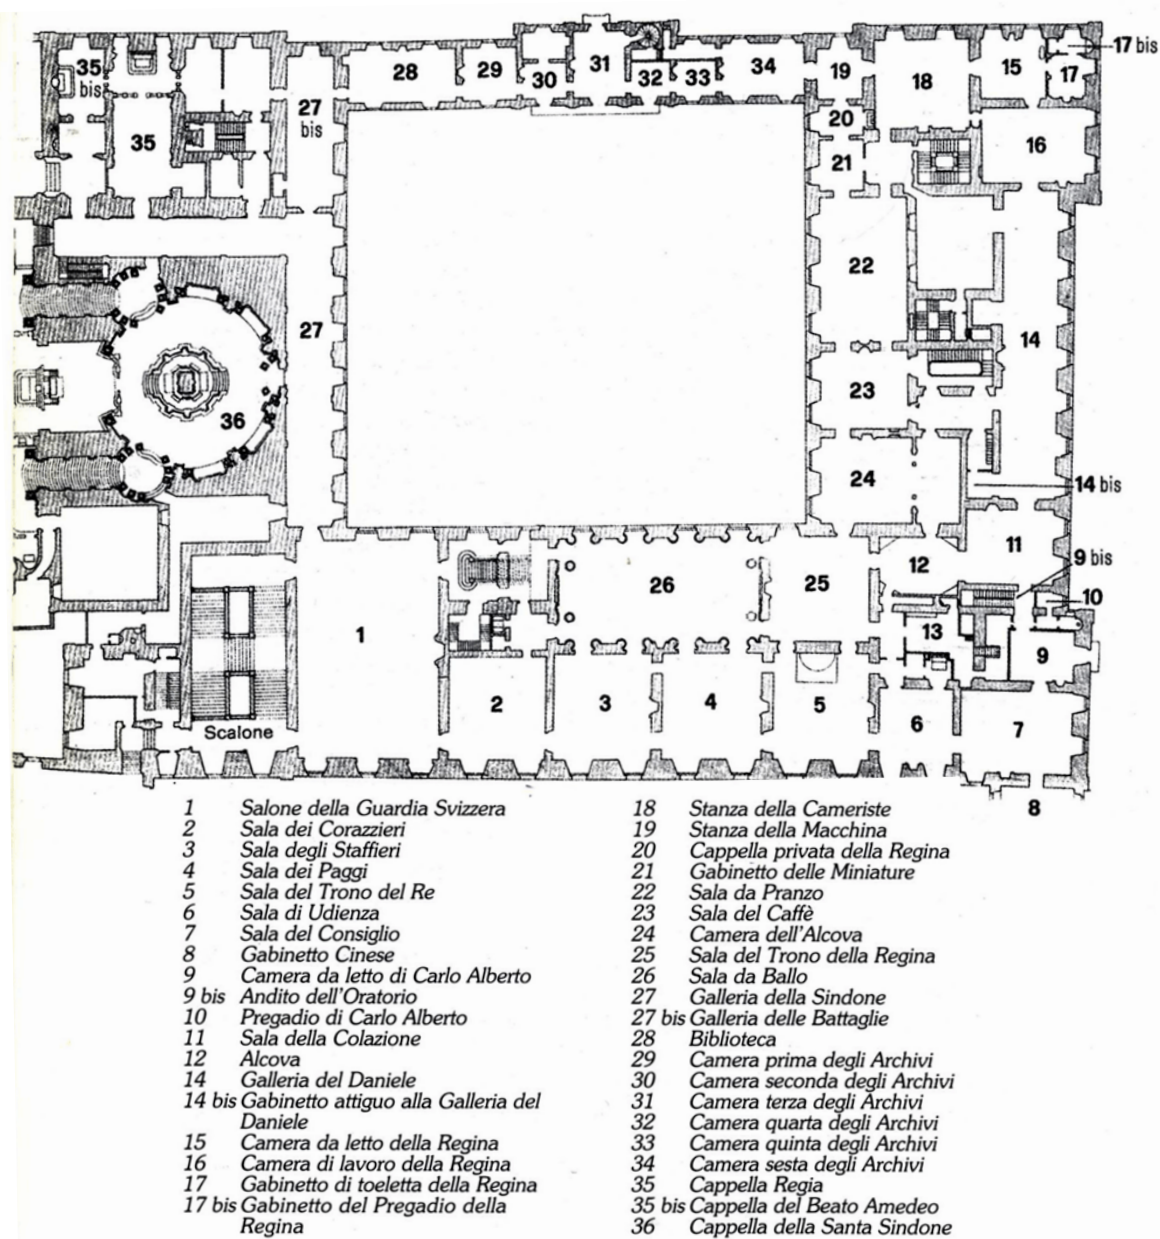 35
bis
28
29
30
31
32
33
34
19
18
15
17 bis
17
27
bis
35
20
21
16
22
27
14
23
36
24
14 bis
11
12
9 bis
26
25
10
1
13
9
2
3
4
5
6
7
Scalone
8
1 Salone della Guardia Svizzera
2 Sala dei Corazzieri
3 Sala degli Staffieri
4 Sala dei Paggi
5 Sala del Trono del Re
6 Sala di Udienza
7 Sala del Consiglio
8 Gabinetto Cinese
9 Camera da letto di Carlo Alberto
9 bis Andito dell'Oratorio
10 Pregadio di Carlo Alberto
11 Sala della Colazione
12 Alcova
14 Galleria del Daniele
14 bis Gabinetto attiguo alla Galleria del
Daniele
15 Camera da letto della Regina
16 Camera di lavoro della Regina
17 Gabinetto di toeletta della Regina
17 bis Gabinetto del Pregadio della
Regina
18 Stanza della Cameriste
19 Stanza della Macchina
20 Cappella privata della Regina
21 Gabinetto delle Miniature
22 Sala da Pranzo
23 Sala del Caffè
24 Camera dell'Alcova
25 Sala del Trono della Regina
26 Sala da Ballo
27 Galleria della Sindone
27 bis Galleria delle Battaglie
28 Biblioteca
29 Camera prima degli Archivi
30 Camera seconda degli Archivi
31 Camera terza degli Archivi
32 Camera quarta degli Archivi
33 Camera quinta degli Archivi
34 Camera sesta degli Archivi
35 Cappella Regia
35 bis Cappella del Beato Amedeo
36 Cappella della Santa Sindone